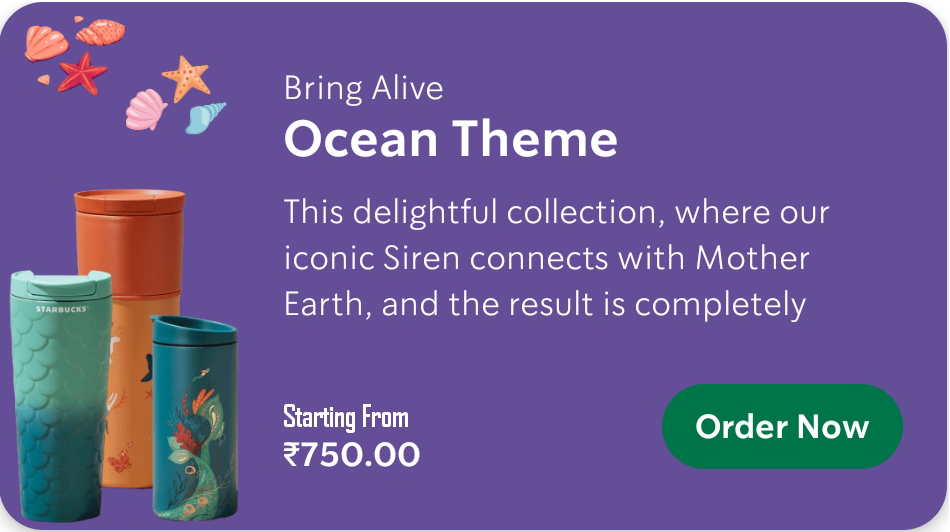 Bring Alive
Ocean Theme
This delightful collection, where our
iconic Siren connects with Mother
Earth, and the result is completely
STARBUCKS
Starting From
₹750.00
Order Now